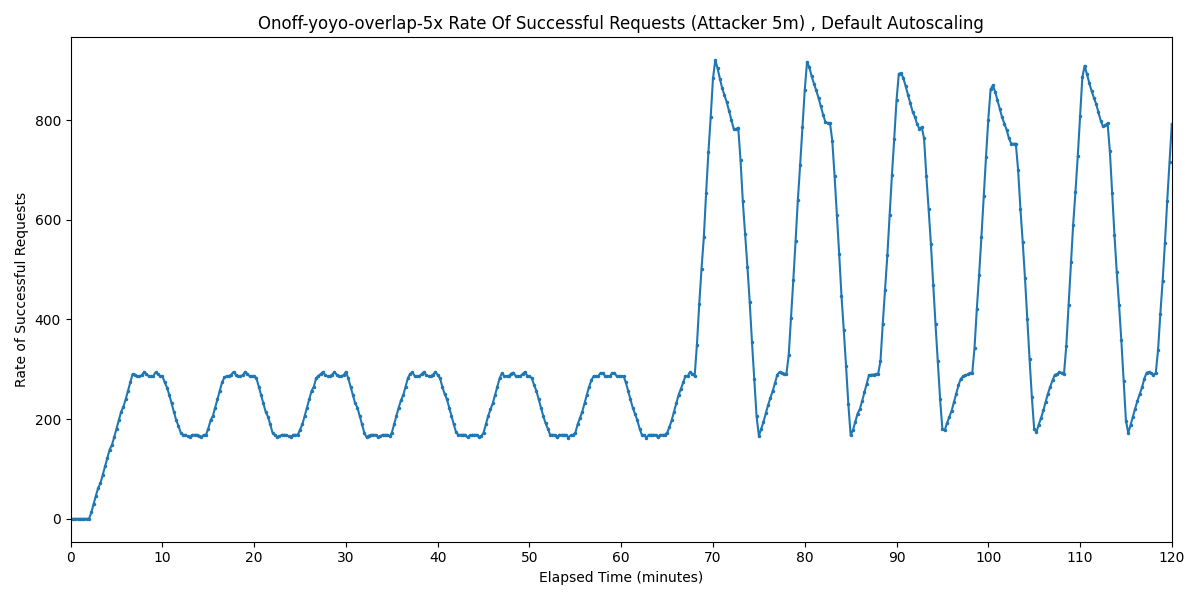 Onoff-yoyo-overlap-5x Rate Of Successful Requests (Attacker 5m) , Default Autoscaling
Rate of Successful Requests
800
600
400
200
0
0 10 20 30 40 50 60 70 80 90 100 110 120
Elapsed Time (minutes)